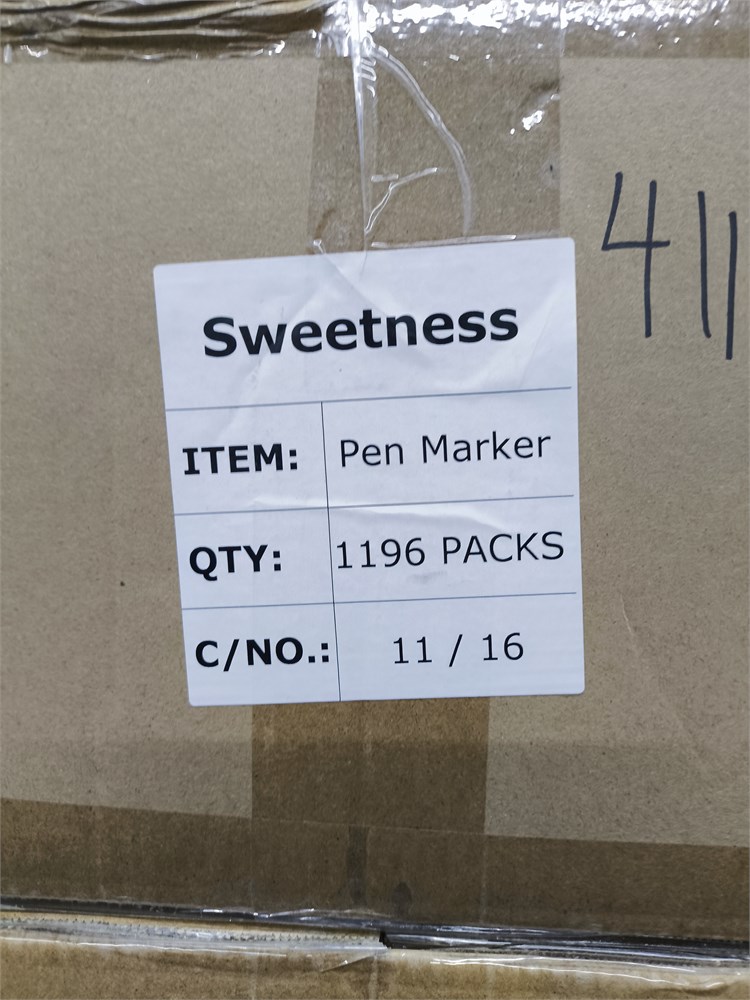 Sweetness
ITEM: Pen Marker
QTY: 1196 PACKS
C/NO.: 11 / 16
411